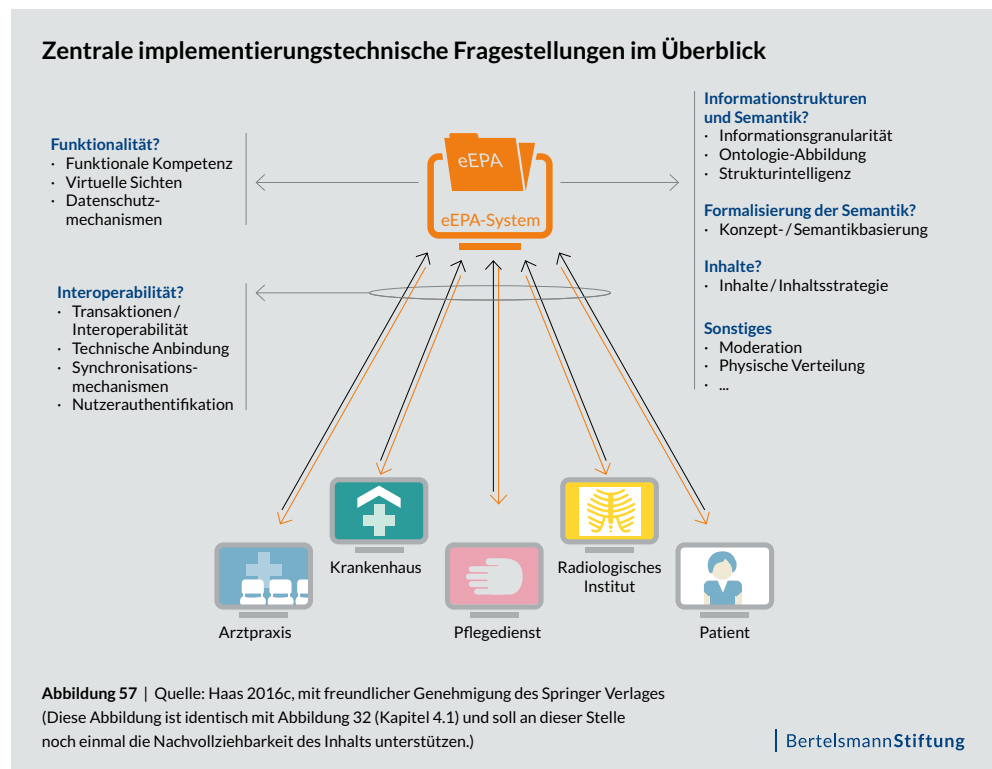 Zentrale implementierungstechnische Fragestellungen im Überblick
Funktionalität?
· Funktionale Kompetenz
· Virtuelle Sichten
· Datenschutz-
mechanismen
Interoperabilität?
· Transaktionen /
Interoperabilität
· Technische Anbindung
· Synchronisations-
mechanismen
· Nutzerauthentifikation
eEPA
eEPA-System
Informationstrukturen
und Semantik?
· Informationsgranularität
· Ontologie-Abbildung
· Strukturintelligenz
Formalisierung der Semantik?
· Konzept- / Semantikbasierung
Inhalte?
· Inhalte / Inhaltsstrategie
Sonstiges
· Moderation
· Physische Verteilung
· ...
Arztpraxis
Krankenhaus
Pflegedienst
Radiologisches
Institut
Patient
Abbildung 57 | Quelle: Haas 2016c, mit freundlicher Genehmigung des Springer Verlages
(Diese Abbildung ist identisch mit Abbildung 32 (Kapitel 4.1) und soll an dieser Stelle
noch einmal die Nachvollziehbarkeit des Inhalts unterstützen.)
BertelsmannStiftung